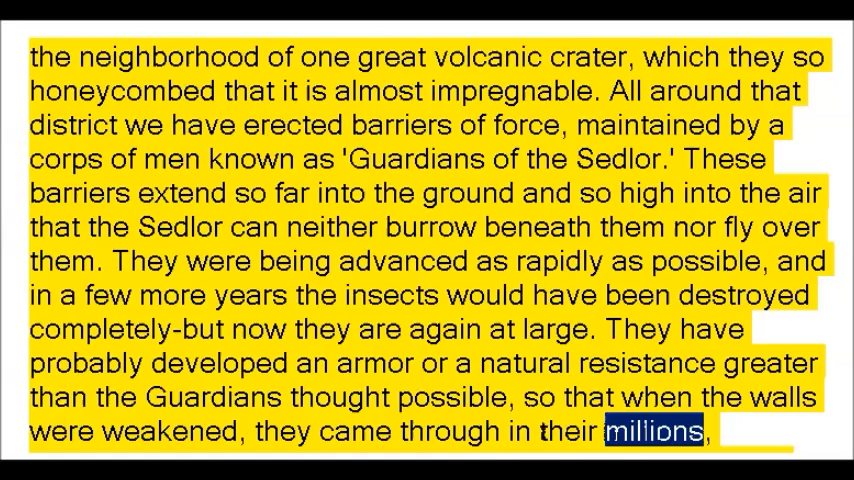 the neighborhood of one great volcanic crater, which they so
honeycombed that it is almost impregnable. All around that
district we have erected barriers of force, maintained by a
corps of men known as 'Guardians of the Sedlor.' These
barriers extend so far into the ground and so high into the air
that the Sedlor can neither burrow beneath them nor fly over
them. They were being advanced as rapidly as possible, and
in a few more years the insects would have been destroyed
completely-but now they are again at large. They have
probably developed an armor or a natural resistance greater
than the Guardians thought possible, so that when the walls
were weakened, they came through in their millions,